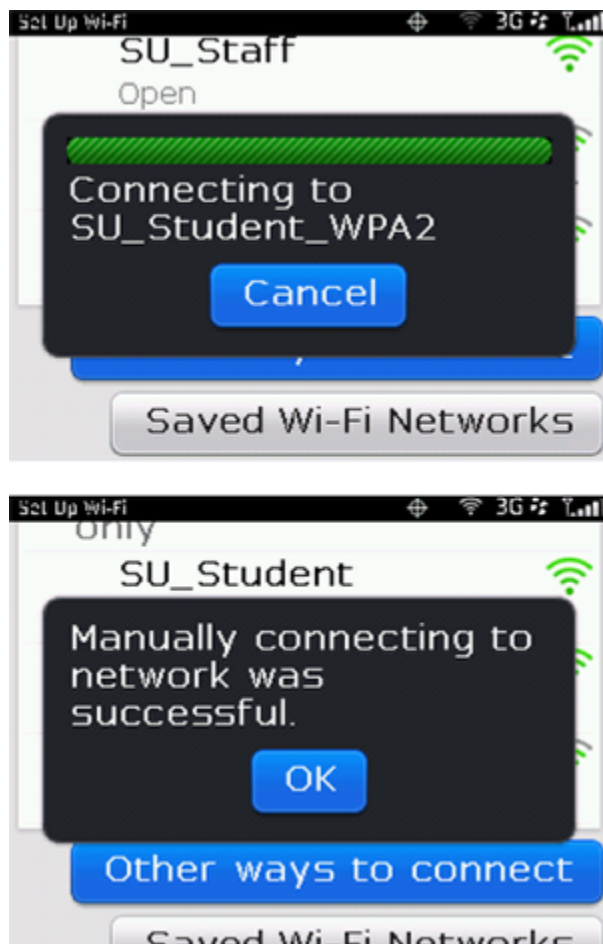 Set Up Wi-Fi 3G
SU_Staff
Open
Connecting to
SU_Student_WPA2
Cancel
Saved Wi-Fi Networks
Set Up Wi-Fi 3G
only
SU_Student
Manually connecting to
network was
successful.
OK
Other ways to connect
Saved Wi-Fi Networks